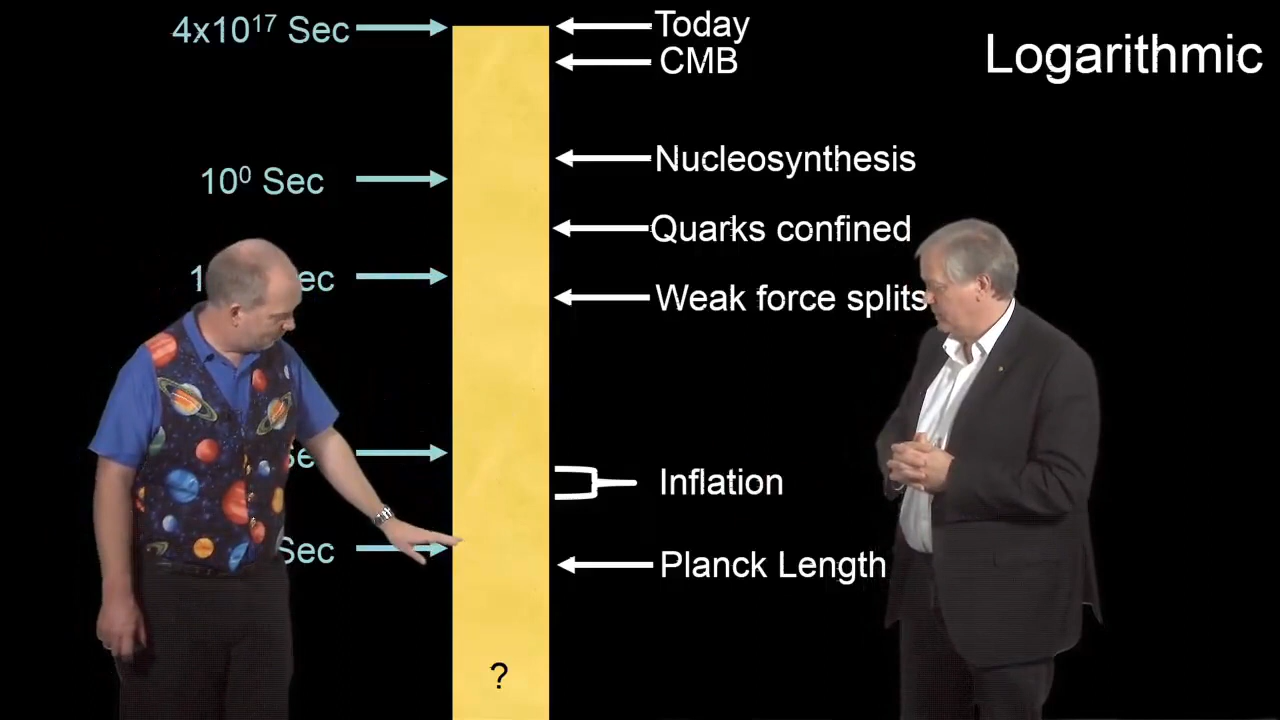 4x10¹⁷ Sec
Today
CMB
Logarithmic
Nucleosynthesis
10⁰ Sec
Quarks confined
Weak force splits
Inflation
Sec
Planck Length
?